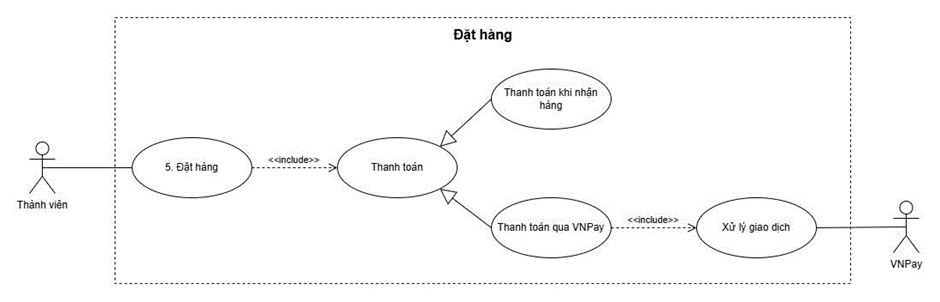 Đặt hàng
Thanh toán khi nhận
hàng
<<include>>
5. Đặt hàng
Thanh toán
Thành viên
Thanh toán qua VNPay
<<include>>
Xử lý giao dịch
VNPay